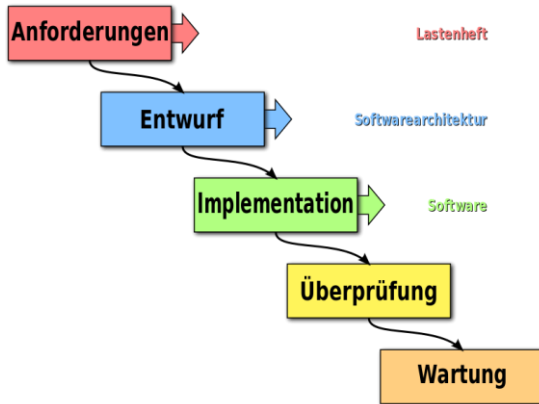 Anforderungen
Lastenheft
Entwurf
Softwarearchitektur
Implementation
Software
Überprüfung
Wartung